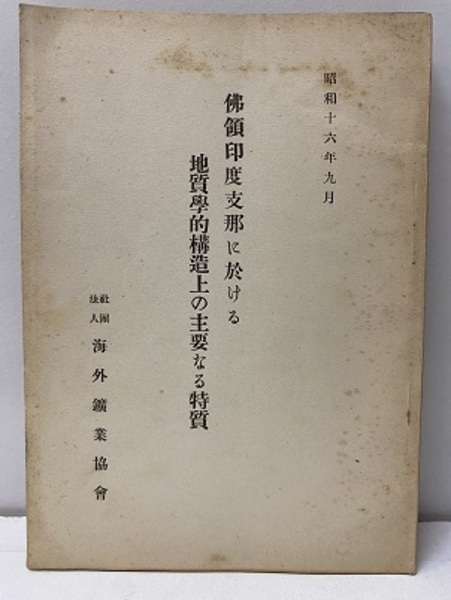 昭和十六年九月
佛領印度支那に於ける
地質學的構造上の主要なる特質
社團法人 海外鑛業協會